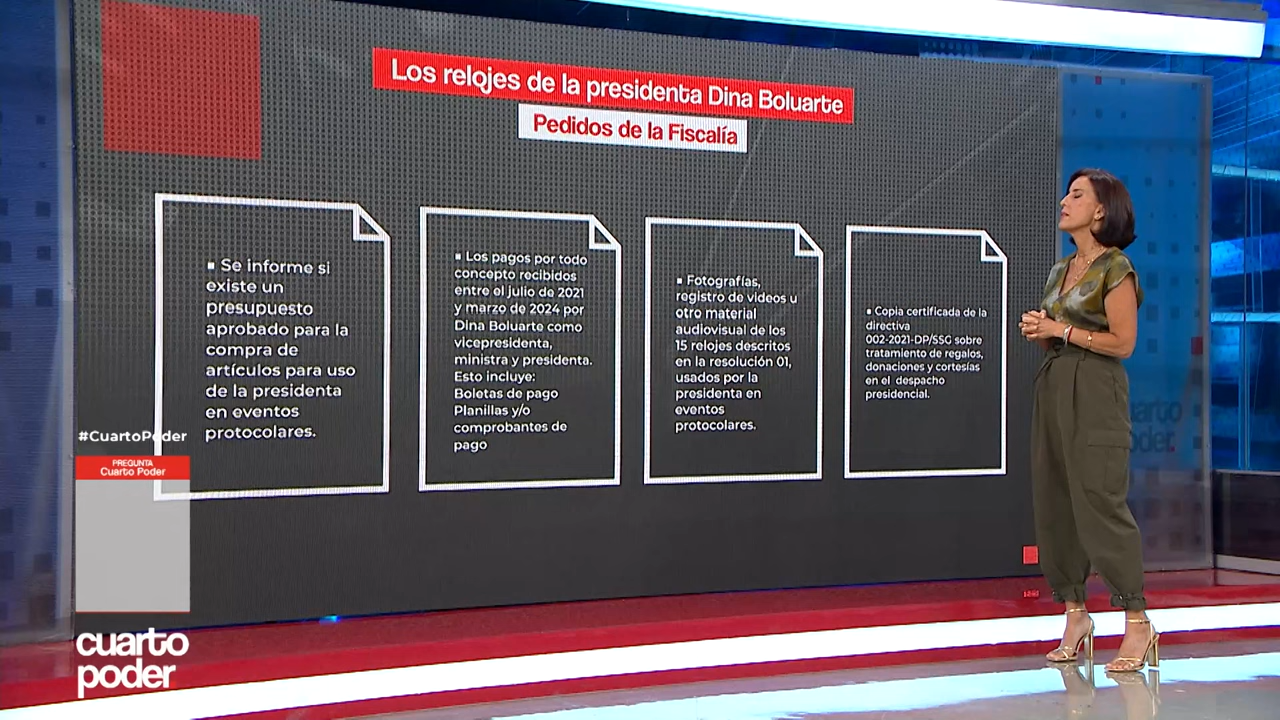 Los relojes de la presidenta Dina Boluarte
Pedidos de la Fiscalía
▪ Se informe si
existe un
presupuesto
aprobado para la
compra de
artículos para uso
de la presidenta
en eventos
protocolares.
▪ Los pagos por todo
concepto recibidos
entre el julio de 2021
y marzo de 2024 por
Dina Boluarte como
vicepresidenta,
ministra y presidenta.
Esto incluye:
Boletas de pago
Planillas y/o
comprobantes de
pago
▪ Fotografías,
registro de videos u
otro material
audiovisual de los
15 relojes descritos
en la resolución 01,
usados por la
presidenta en
eventos
protocolares.
▪ Copia certificada de la
directiva
002-2021-DP/SSG sobre
tratamiento de regalos,
donaciones y cortesías
en el despacho
presidencial.
#CuartoPoder
PREGUNTA
Cuarto Poder
cuarto
poder
cuarto
poder.